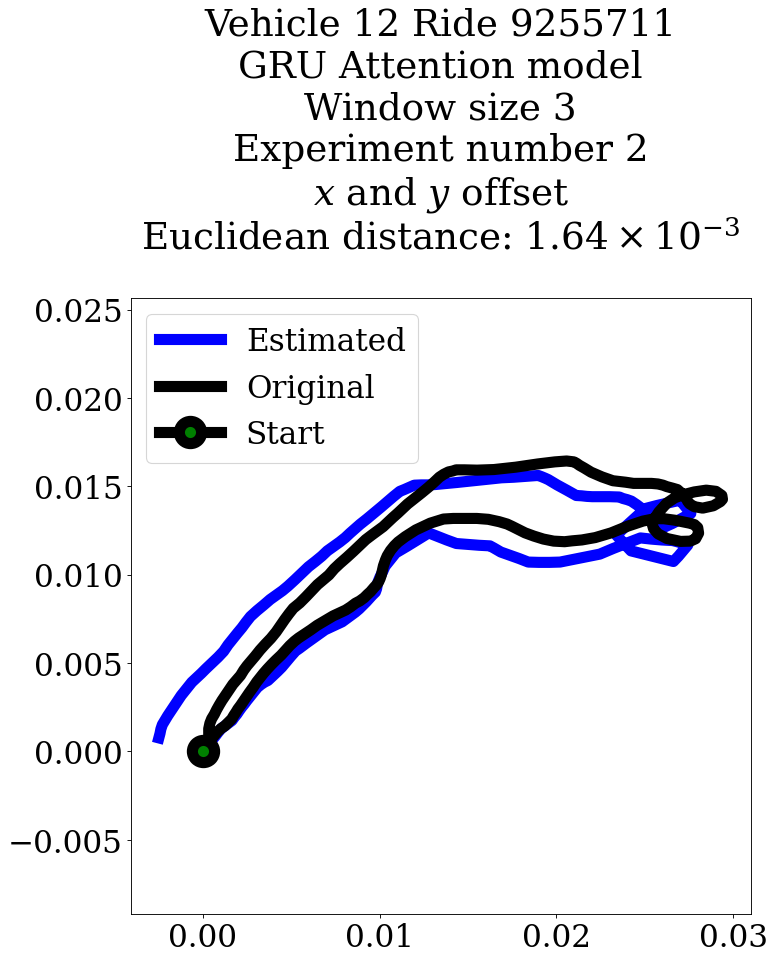 Vehicle 12 Ride 9255711
GRU Attention model
Window size 3
Experiment number 2
x and y offset
Euclidean distance: 1.64 × 10⁻³
0.025
0.020
0.015
0.010
0.005
0.000
−0.005
Estimated
Original
Start
0.00 0.01 0.02 0.03